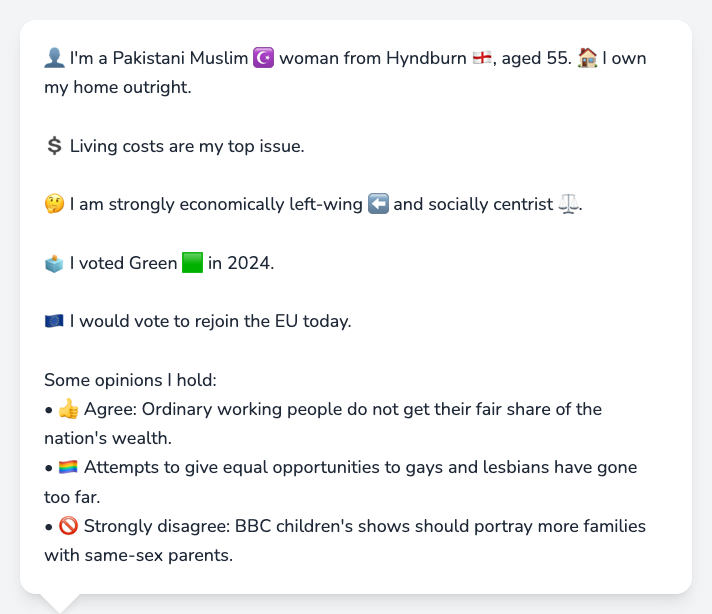 👤 I'm a Pakistani Muslim ☪️ woman from Hyndburn 🏴󠁧󠁢󠁥󠁮󠁧󠁿, aged 55. 🏠 I own
my home outright.
💲 Living costs are my top issue.
🤔 I am strongly economically left-wing ⬅️ and socially centrist ⚖️.
🗳️ I voted Green 🟩 in 2024.
🇪🇺 I would vote to rejoin the EU today.
Some opinions I hold:
• 👍 Agree: Ordinary working people do not get their fair share of the
nation's wealth.
• 🏳️‍🌈 Attempts to give equal opportunities to gays and lesbians have gone
too far.
• 🚫 Strongly disagree: BBC children's shows should portray more families
with same-sex parents.